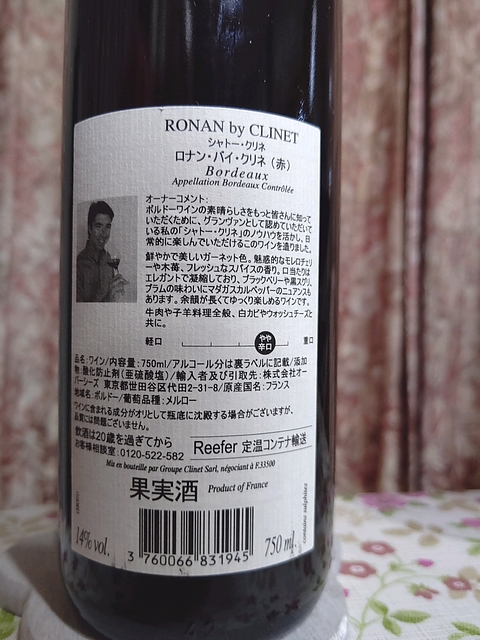 RONAN by CLINET
シャトー・クリネ
ロナン・バイ・クリネ（赤）
Bordeaux
Appellation Bordeaux Contrôlée
オーナーコメント:
ボルドーワインの素晴らしさをもっと皆さんに知って
いただくために、グランヴァンとして認めていただいて
いる私の「シャトー・クリネ」のノウハウを活かし、日
常的に楽しんでいただけるこのワインを造りました。
鮮やかで美しいガーネット色。魅惑的なモレロチェリ
ーや木苺、フレッシュなスパイスの香り。口当たりは
エレガントで凝縮しており、ブラックベリーや黒スグリ、
プラムの味わいにマダガスカルペッパーのニュアンスも
あります。余韻が長くてゆっくり楽しめるワインです。
牛肉や子羊料理全般、白カビやウォッシュチーズと
共に。
軽口 やや辛口 重口
品名:ワイン/内容量:750ml/アルコール分は裏ラベルに記載/添加
物:酸化防止剤(亜硫酸塩)/輸入者及び引取先:株式会社オー
バーシーズ 東京都世田谷区代田2-31-8/原産国名:フランス
地域名:ボルドー/葡萄品種:メルロー
ワインに含まれる成分がオリとして瓶底に沈殿する場合がございますが、
品質には問題ございません。
飲酒は20歳を過ぎてから
お客様相談室:0120-522-582
Reefer 定温コンテナ輸送
Mis en bouteille par Groupe Clinet Sarl, négociant à F.33500
果実酒 Product of France
14% vol.
3 760066 831945
750 ml.
contains sulphites